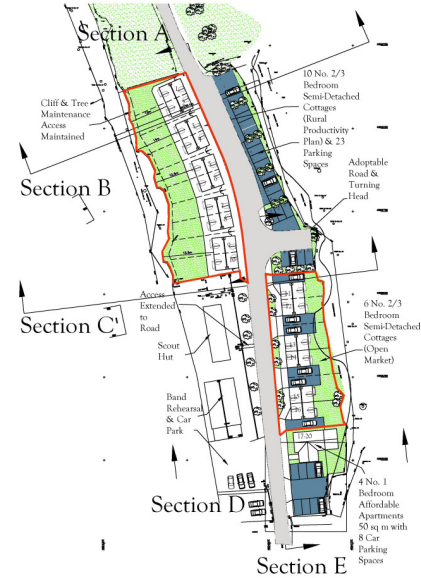 Section A
10 No. 2/3
Bedroom
Semi-Detached
Cottages
(Rural
Productivity
Plan) & 23
Parking
Spaces
Cliff & Tree
Maintenance
Access
Maintained
Adoptable
Road & Turning
Head
Section B
Access
Extended
to
Road
6 No. 2/3
Bedroom
Semi-Detached
Cottages
(Open
Market)
Section C
Scout
Hut
Band
Rehearsal
& Car
Park
17-20
4 No. 1
Bedroom
Affordable
Apartments
50 sq m with
8 Car
Parking
Spaces
Section D
Section E